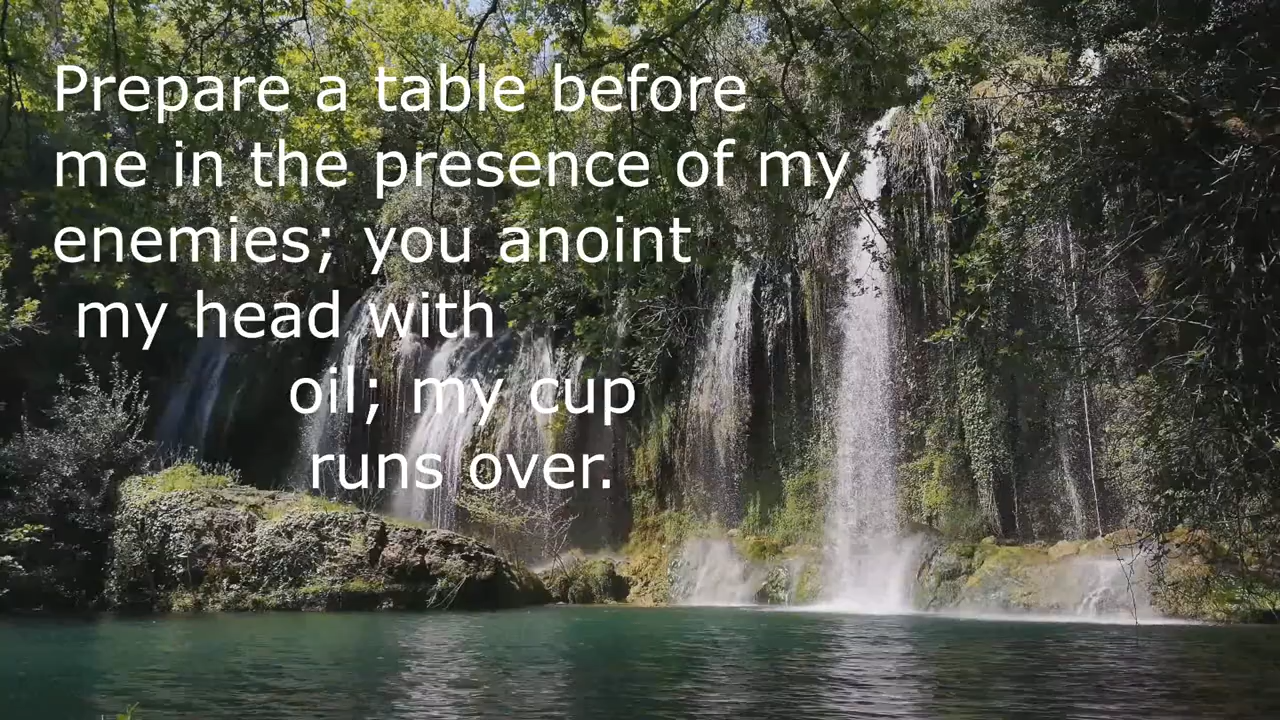 Prepare a table before
me in the presence of my
enemies; you anoint
my head with
oil; my cup
runs over.